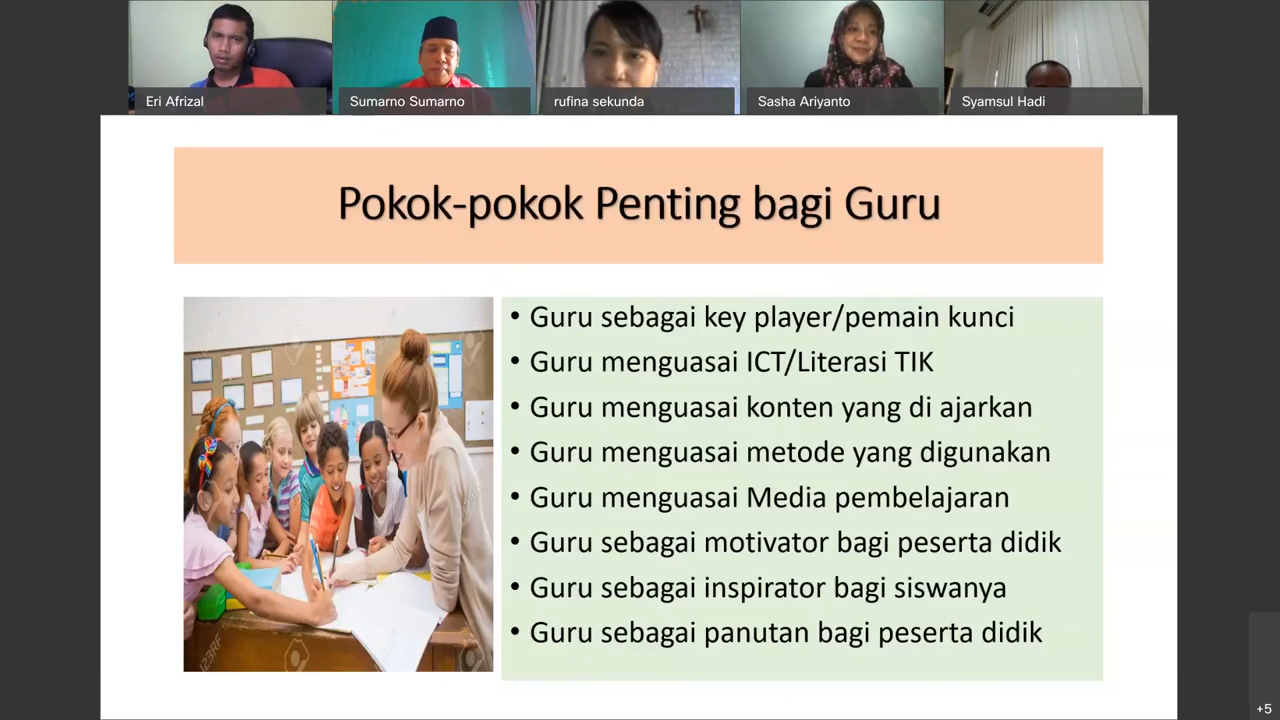 Eri Afrizal
Sumarno Sumarno
rufina sekunda
Sasha Ariyanto
Syamsul Hadi
Pokok-pokok Penting bagi Guru
• Guru sebagai key player/pemain kunci
• Guru menguasai ICT/Literasi TIK
• Guru menguasai konten yang di ajarkan
• Guru menguasai metode yang digunakan
• Guru menguasai Media pembelajaran
• Guru sebagai motivator bagi peserta didik
• Guru sebagai inspirator bagi siswanya
• Guru sebagai panutan bagi peserta didik
123RF
+5